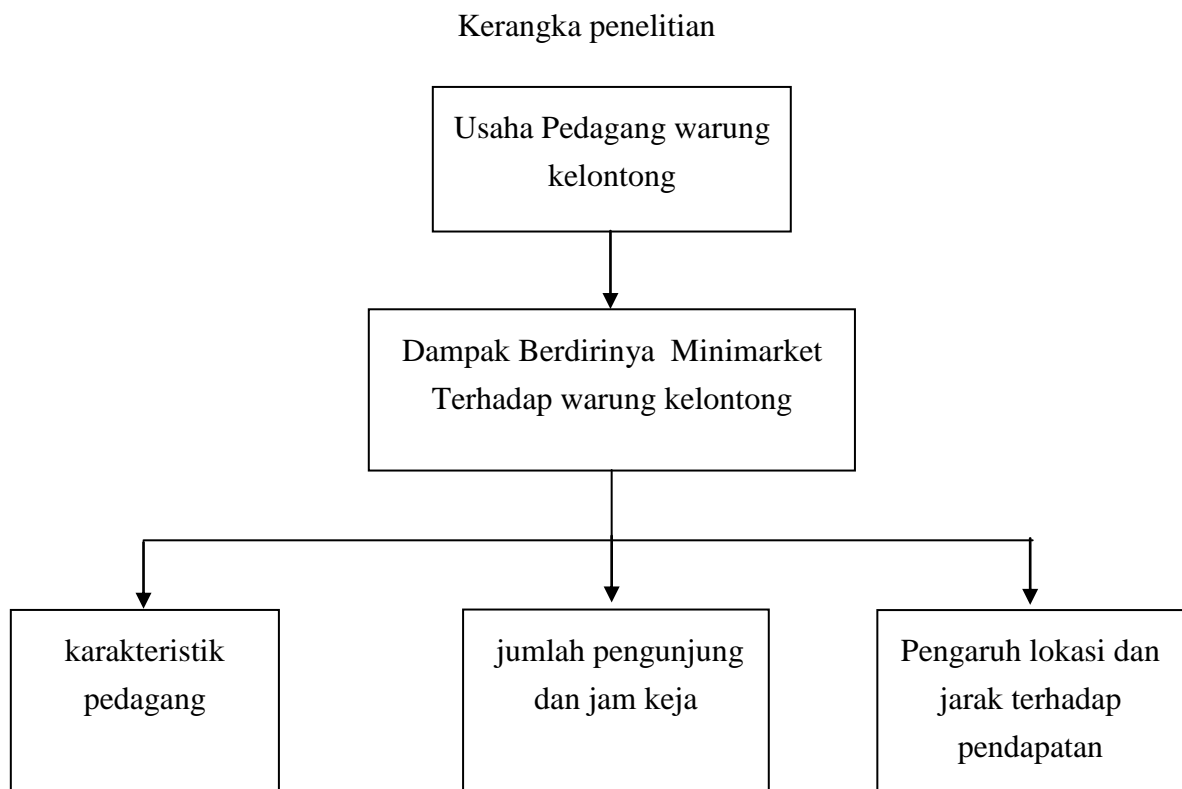 Kerangka penelitian
Usaha Pedagang warung
kelontong
Dampak Berdirinya  Minimarket
Terhadap warung kelontong
karakteristik
pedagang
jumlah pengunjung
dan jam keja
Pengaruh lokasi dan
jarak terhadap
pendapatan